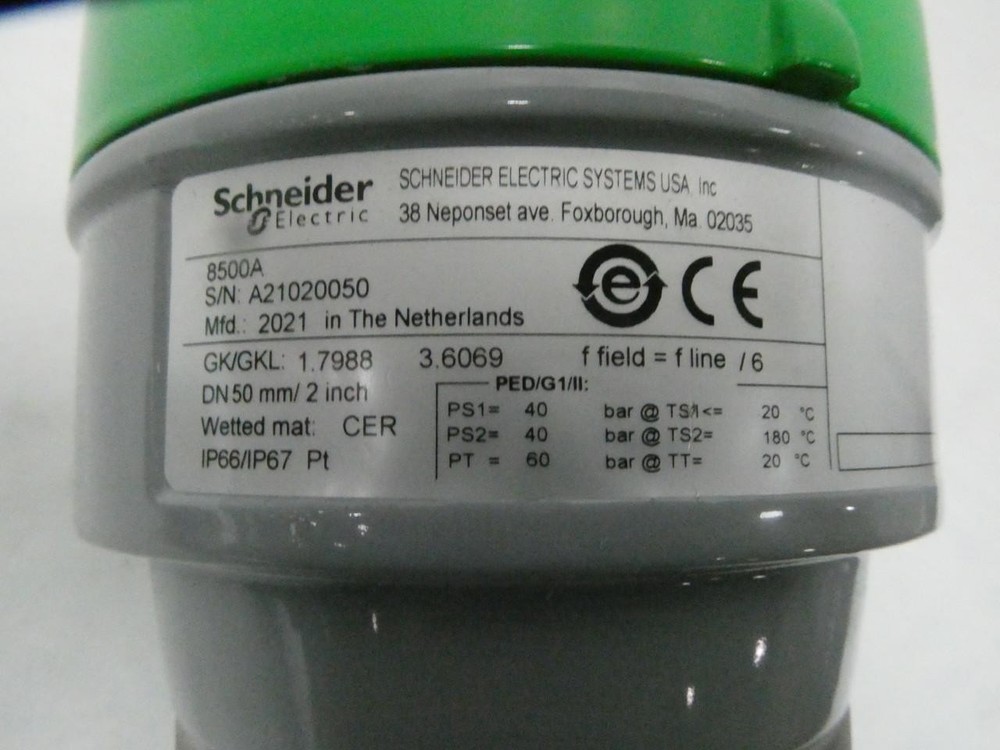 Schneider Electric
SCHNEIDER ELECTRIC SYSTEMS USA Inc
38 Neponset ave. Foxborough, Ma. 02035
8500A
S/N: A21020050
Mfd.: 2021 in The Netherlands
e CE
GK/GKL: 1.7988 3.6069 f field = f line / 6
DN 50 mm/ 2 inch
Wetted mat: CER
IP66/IP67 Pt
PED/G1/II:
PS1= 40 bar @ TS1<= 20 °C
PS2= 40 bar @ TS2= 180 °C
PT = 60 bar @ TT= 20 °C